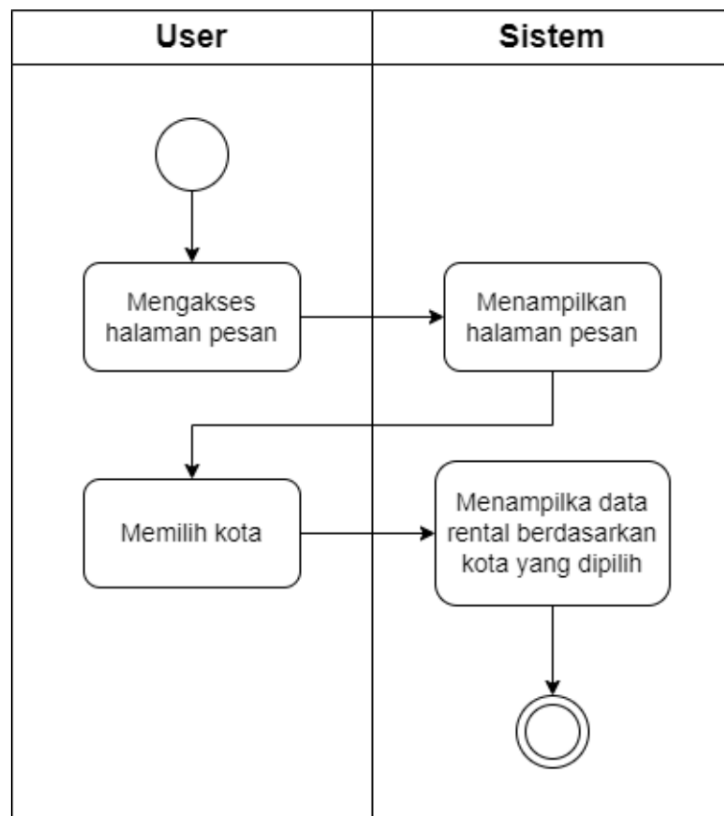 User
Sistem
Mengakses
halaman pesan
Menampilkan
halaman pesan
Memilih kota
Menampilka data
rental berdasarkan
kota yang dipilih